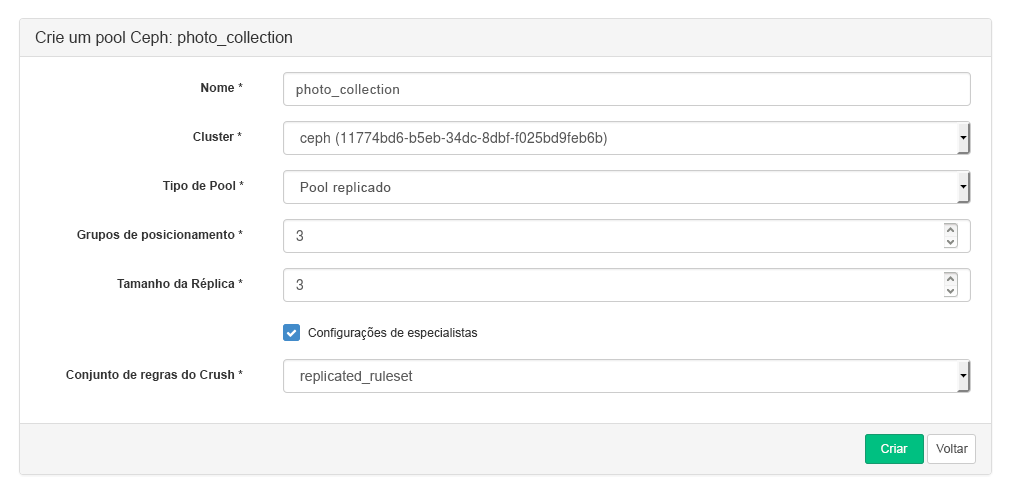 Crie um pool Ceph: photo_collection
Nome *
photo_collection
Cluster *
ceph (11774bd6-b5eb-34dc-8dbf-f025bd9feb6b)
Tipo de Pool *
Pool replicado
Grupos de posicionamento *
3
Tamanho da Réplica *
3
Configurações de especialistas
Conjunto de regras do Crush *
replicated_ruleset
Criar
Voltar